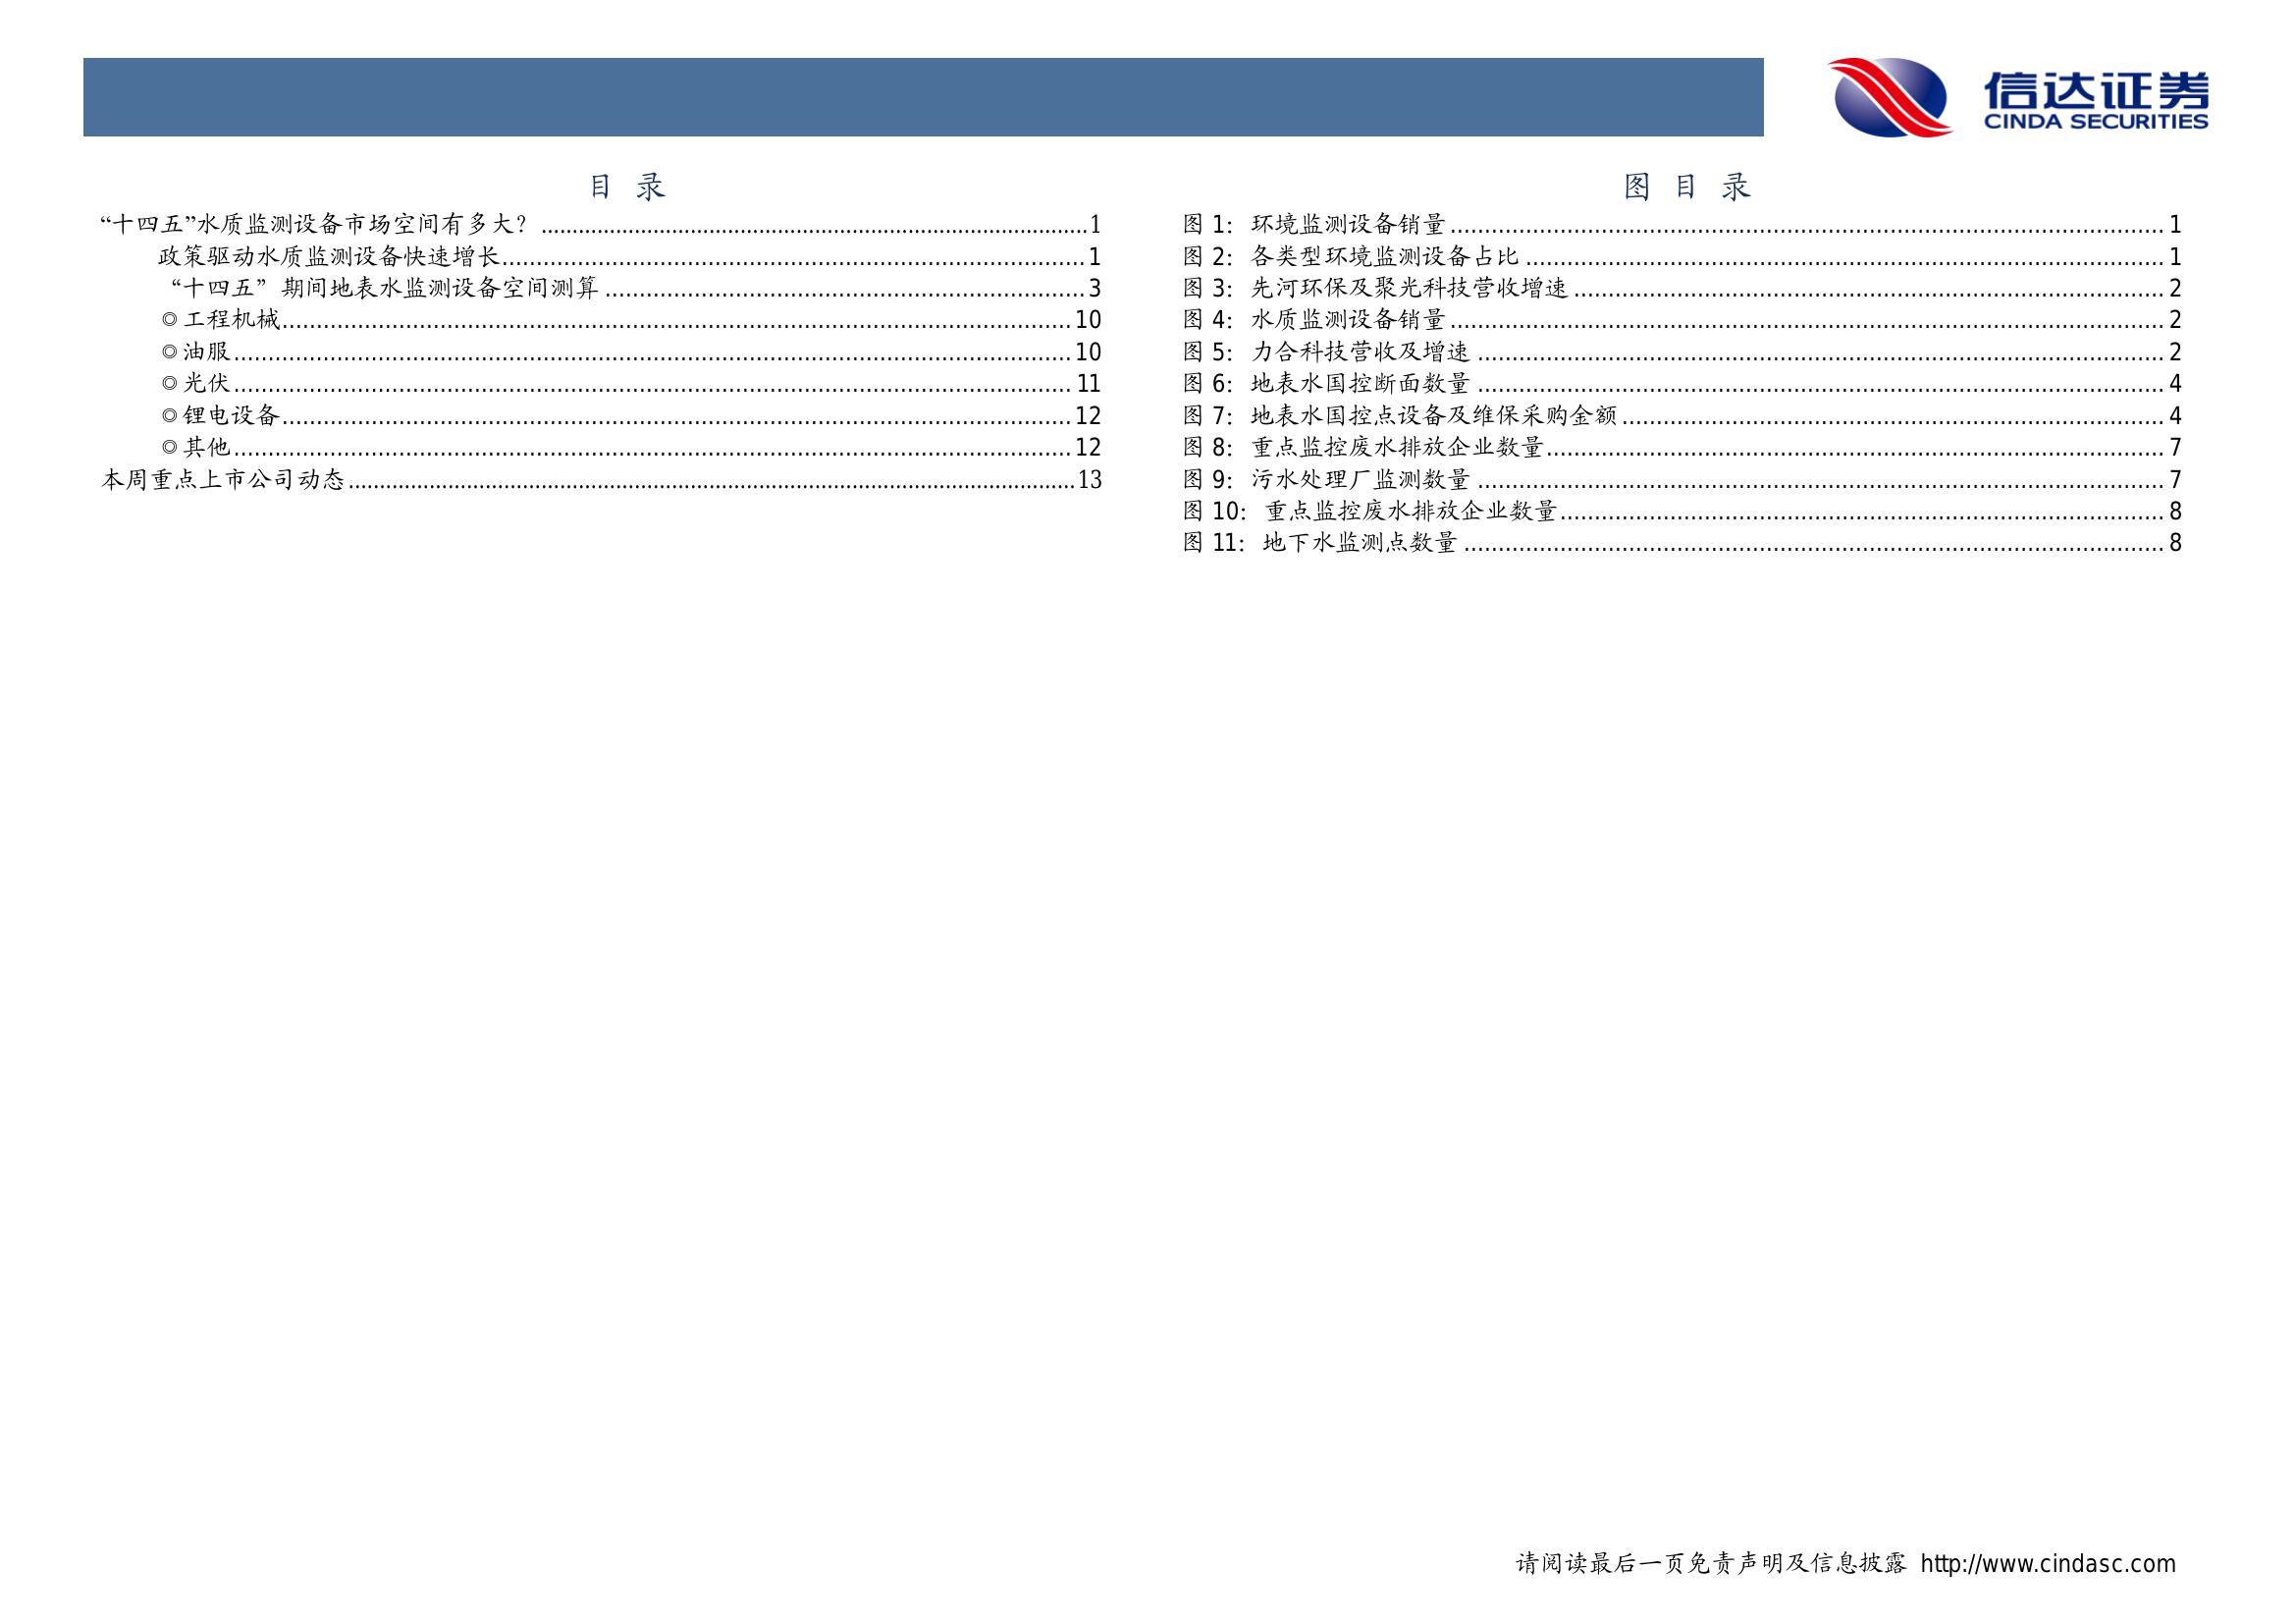 信达证券
CINDA SECURITIES
目 录
“十四五”水质监测设备市场空间有多大? ........................................................................................1
政策驱动水质监测设备快速增长.....................................................................................1
“十四五”期间地表水监测设备空间测算 .....................................................................3
◎工程机械...................................................................................................................10
◎油服..........................................................................................................................10
◎光伏..........................................................................................................................11
◎锂电设备...................................................................................................................12
◎其他..........................................................................................................................12
本周重点上市公司动态.....................................................................................................................13
图 目 录
图 1: 环境监测设备销量........................................................................................................1
图 2: 各类型环境监测设备占比.............................................................................................1
图 3: 先河环保及聚光科技营收增速......................................................................................2
图 4: 水质监测设备销量........................................................................................................2
图 5: 力合科技营收及增速....................................................................................................2
图 6: 地表水国控断面数量....................................................................................................4
图 7: 地表水国控点设备及维保采购金额...............................................................................4
图 8: 重点监控废水排放企业数量..........................................................................................7
图 9: 污水处理厂监测数量....................................................................................................7
图 10: 重点监控废水排放企业数量........................................................................................8
图 11: 地下水监测点数量......................................................................................................8
请阅读最后一页免责声明及信息披露 http://www.cindasc.com